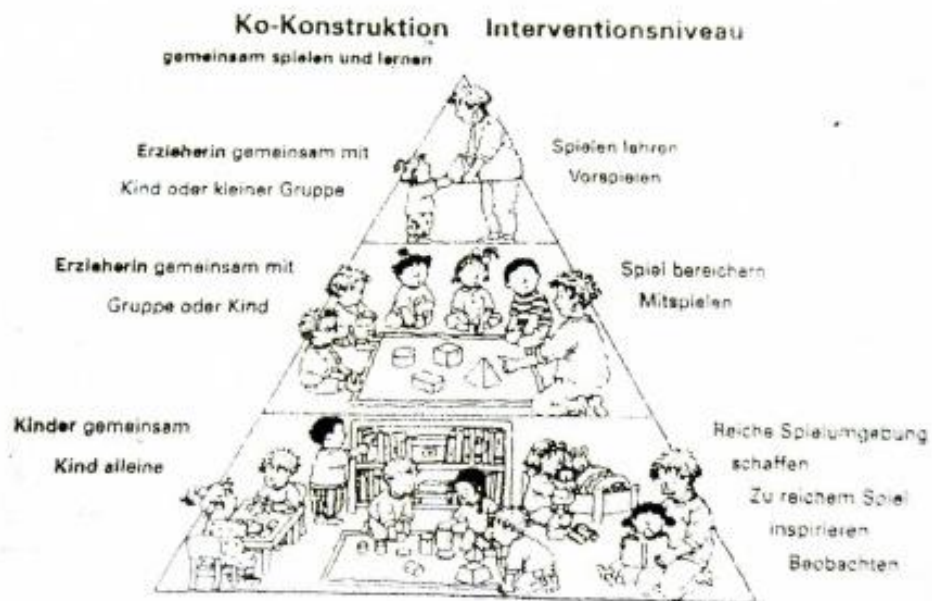 Ko-Konstruktion Interventionsniveau
gemeinsam spielen und lernen
Erzieherin gemeinsam mit
Kind oder kleiner Gruppe
Spielen lehren
Vorspielen
Erzieherin gemeinsam mit
Gruppe oder Kind
Spiel bereichern
Mitspielen
Kinder gemeinsam
Kind alleine
Reiche Spielumgebung
schaffen
Zu reichem Spiel
inspirieren
Beobachten